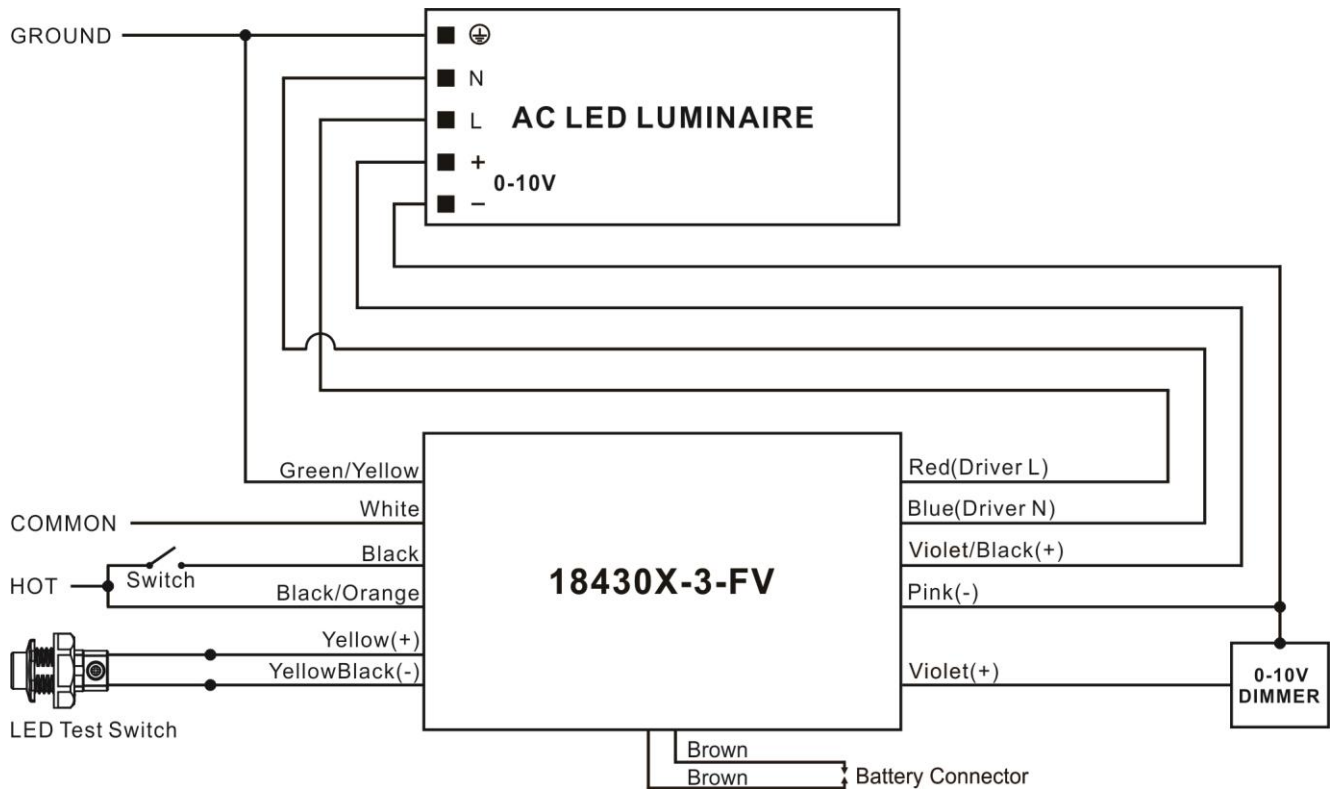 GROUND
N
L
AC LED LUMINAIRE
+
0-10V
−
Green/Yellow
White
COMMON
Black
Switch
HOT
Black/Orange
Yellow(+)
YellowBlack(-)
LED Test Switch
18430X-3-FV
Red(Driver L)
Blue(Driver N)
Violet/Black(+)
Pink(-)
Violet(+)
0-10V
DIMMER
Brown
Brown
Battery Connector